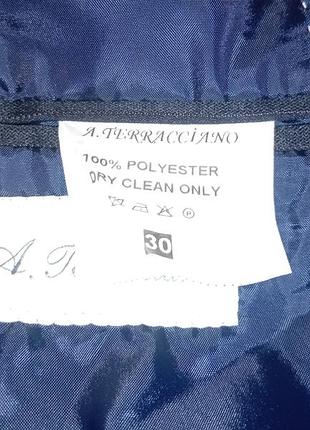 A. TERRACCIANO
100% POLYESTER
DRY CLEAN ONLY
P
30
A. T